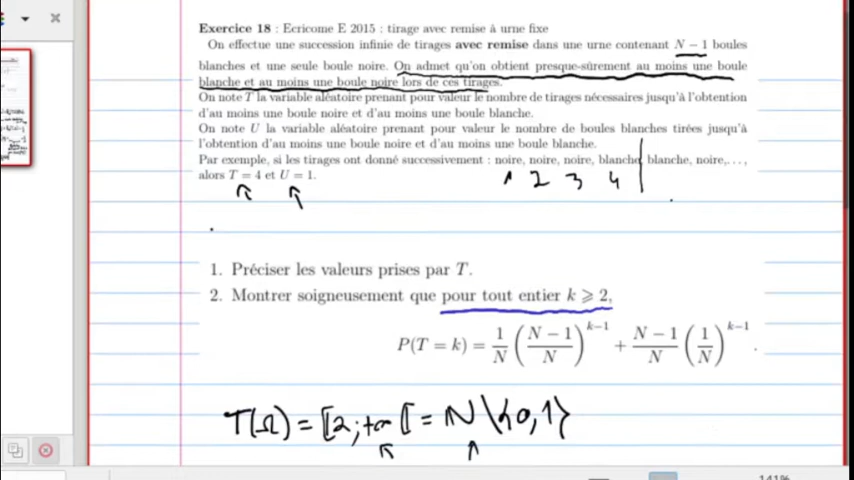 Exercice 18 : Ecricome E 2015 : tirage avec remise à urne fixe
On effectue une succession infinie de tirages avec remise dans une urne contenant N − 1 boules
blanches et une seule boule noire. On admet qu'on obtient presque-sûrement au moins une boule
blanche et au moins une boule noire lors de ces tirages.
On note T la variable aléatoire prenant pour valeur le nombre de tirages nécessaires jusqu'à l'obtention
d'au moins une boule noire et d'au moins une boule blanche.
On note U la variable aléatoire prenant pour valeur le nombre de boules blanches tirées jusqu'à
l'obtention d'au moins une boule noire et d'au moins une boule blanche.
Par exemple, si les tirages ont donné successivement : noire, noire, noire, blanche, blanche, noire,...,
alors T = 4 et U = 1.
1 2 3 4
1. Préciser les valeurs prises par T.
2. Montrer soigneusement que pour tout entier k ⩾ 2,
P(T = k) = 1/N ((N − 1)/N)^(k−1) + (N − 1)/N (1/N)^(k−1) .
T(Ω) = ⟦2 ; +∞⟦ = ℕ \ {0, 1}
141%